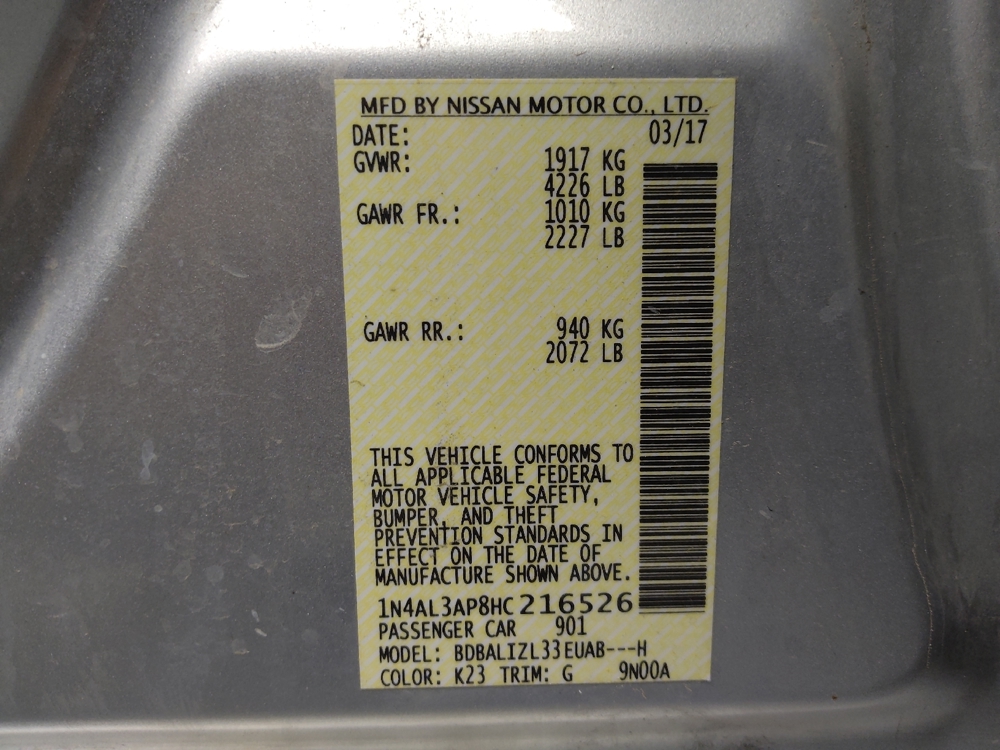 MFD BY NISSAN MOTOR CO., LTD.
DATE: 03/17
GVWR: 1917 KG
4226 LB
GAWR FR.: 1010 KG
2227 LB
GAWR RR.: 940 KG
2072 LB
THIS VEHICLE CONFORMS TO
ALL APPLICABLE FEDERAL
MOTOR VEHICLE SAFETY,
BUMPER, AND THEFT
PREVENTION STANDARDS IN
EFFECT ON THE DATE OF
MANUFACTURE SHOWN ABOVE.
1N4AL3AP8HC216526
PASSENGER CAR 901
MODEL: BDBALIZL33EUAB---H
COLOR: K23 TRIM: G 9N00A